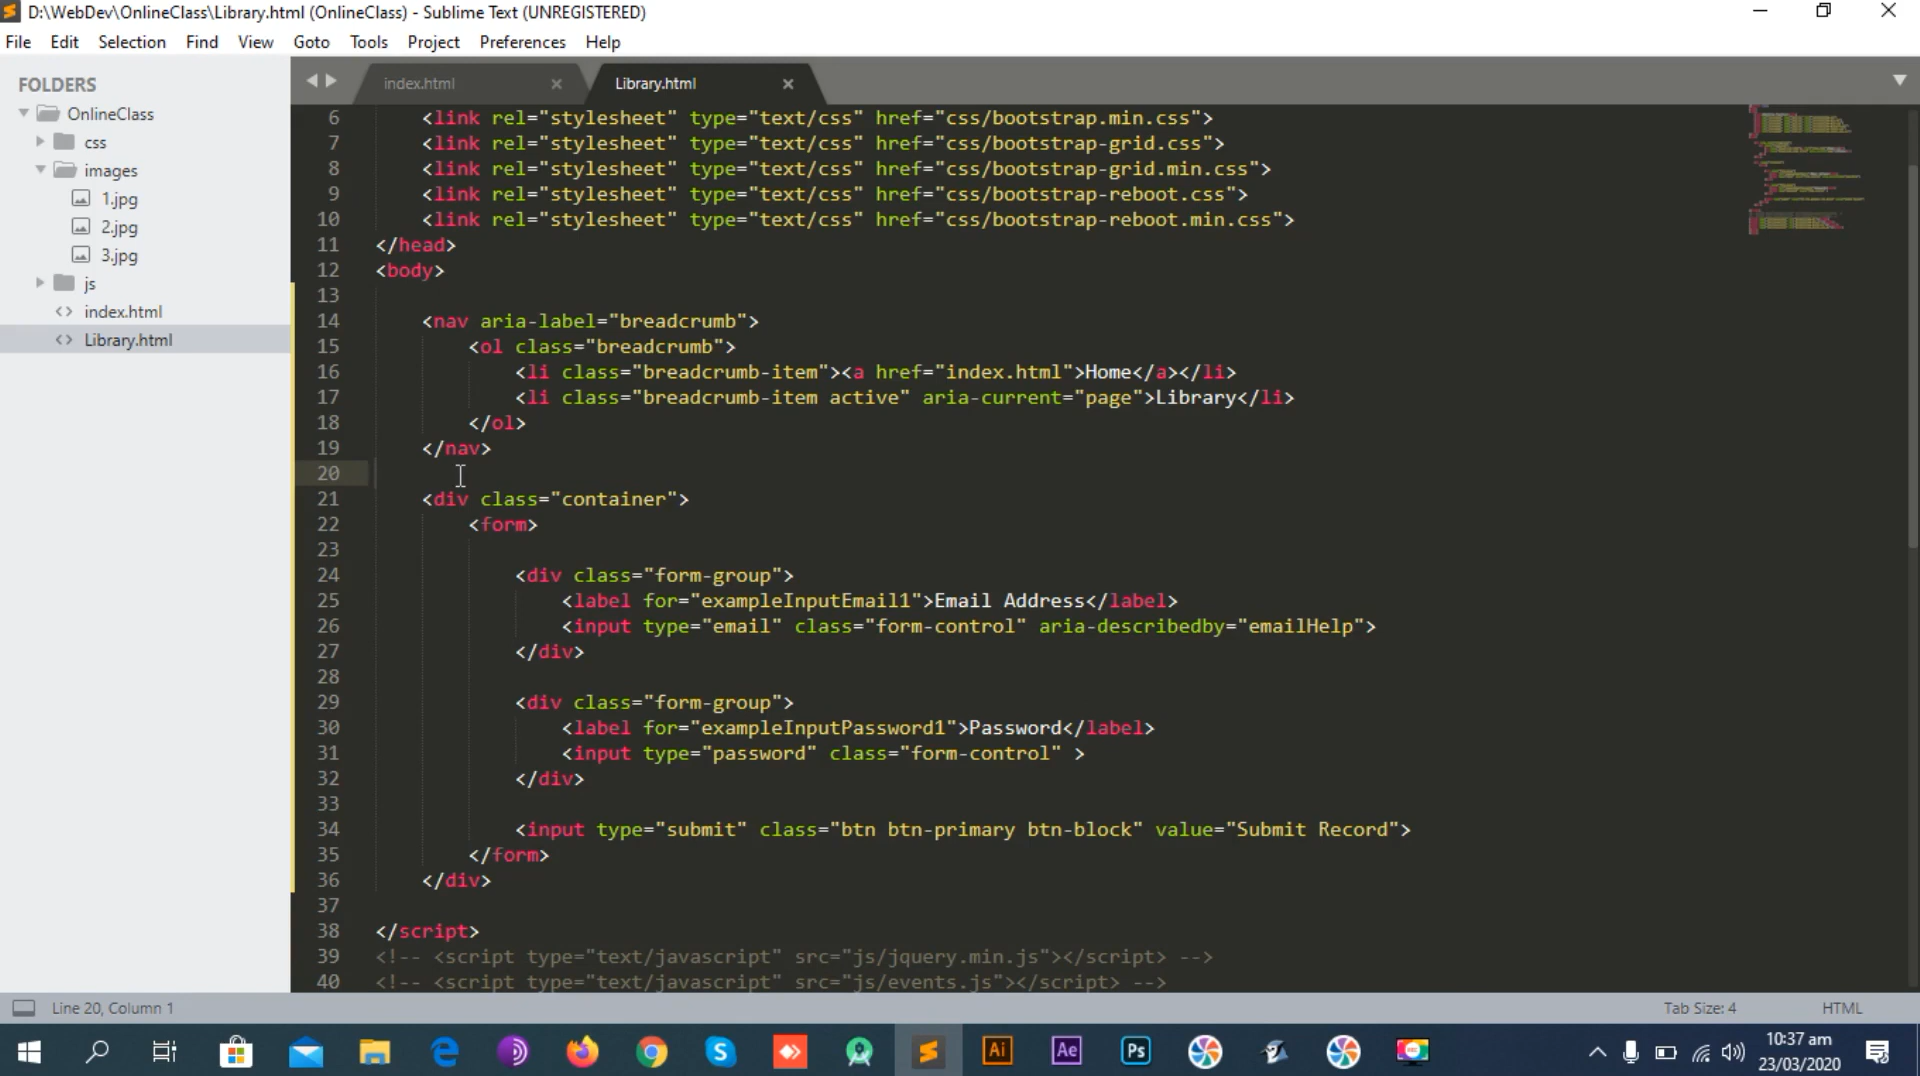 D:\WebDev\OnlineClass\Library.html (OnlineClass) - Sublime Text (UNREGISTERED)
File Edit Selection Find View Goto Tools Project Preferences Help
FOLDERS
OnlineClass
css
images
1.jpg
2.jpg
3.jpg
js
index.html
Library.html
index.html Library.html
6 <link rel="stylesheet" type="text/css" href="css/bootstrap.min.css">
7 <link rel="stylesheet" type="text/css" href="css/bootstrap-grid.css">
8 <link rel="stylesheet" type="text/css" href="css/bootstrap-grid.min.css">
9 <link rel="stylesheet" type="text/css" href="css/bootstrap-reboot.css">
10 <link rel="stylesheet" type="text/css" href="css/bootstrap-reboot.min.css">
11 </head>
12 <body>
13
14 <nav aria-label="breadcrumb">
15 <ol class="breadcrumb">
16 <li class="breadcrumb-item"><a href="index.html">Home</a></li>
17 <li class="breadcrumb-item active" aria-current="page">Library</li>
18 </ol>
19 </nav>
20
21 <div class="container">
22 <form>
23
24 <div class="form-group">
25 <label for="exampleInputEmail1">Email Address</label>
26 <input type="email" class="form-control" aria-describedby="emailHelp">
27 </div>
28
29 <div class="form-group">
30 <label for="exampleInputPassword1">Password</label>
31 <input type="password" class="form-control" >
32 </div>
33
34 <input type="submit" class="btn btn-primary btn-block" value="Submit Record">
35 </form>
36 </div>
37
38 </script>
39 <!-- <script type="text/javascript" src="js/jquery.min.js"></script> -->
40 <!-- <script type="text/javascript" src="js/events.js"></script> -->
Line 20, Column 1 Tab Size: 4 HTML
Ai Ae Ps
10:37 am
23/03/2020